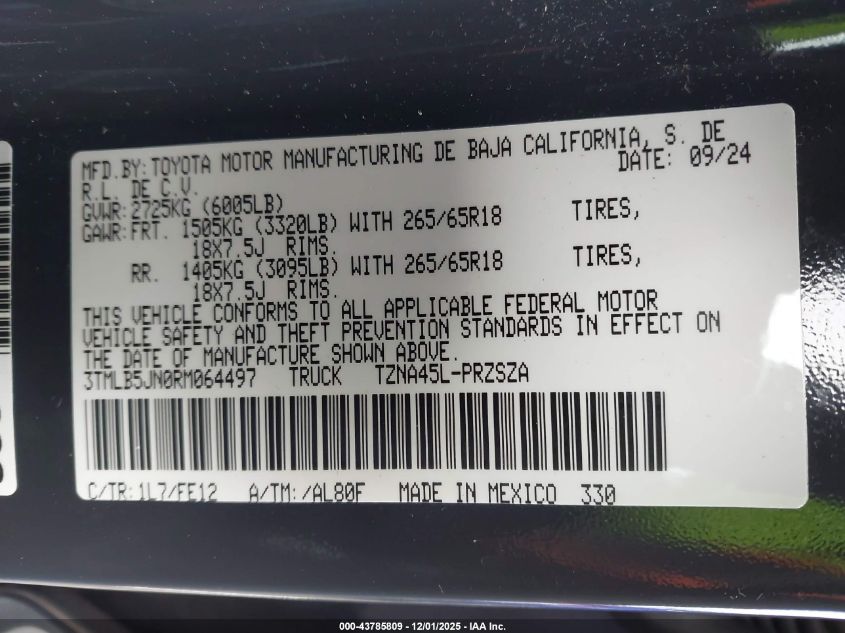 MFD.BY:TOYOTA MOTOR MANUFACTURING DE BAJA CALIFORNIA, S. DE
R.L. DE C.V. DATE: 09/24
GVWR:2725KG (6005LB)
GAWR:FRT. 1505KG (3320LB) WITH 265/65R18 TIRES,
18X7.5J RIMS.
RR. 1405KG (3095LB) WITH 265/65R18 TIRES,
18X7.5J RIMS.
THIS VEHICLE CONFORMS TO ALL APPLICABLE FEDERAL MOTOR
VEHICLE SAFETY AND THEFT PREVENTION STANDARDS IN EFFECT ON
THE DATE OF MANUFACTURE SHOWN ABOVE.
3TMLB5JN0RM064497 TRUCK TZNA45L-PRZSZA
C/TR:1L7/FE12 A/TM:/AL80F MADE IN MEXICO 330
000-43785809 - 12/01/2025 - IAA Inc.